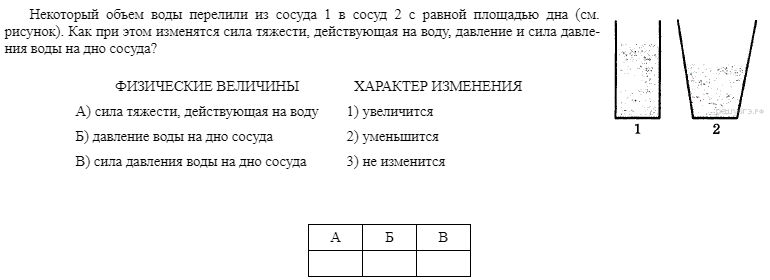 Некоторый объем воды перелили из сосуда 1 в сосуд 2 с равной площадью дна (см.
рисунок). Как при этом изменятся сила тяжести, действующая на воду, давление и сила давле-
ния воды на дно сосуда?
ФИЗИЧЕСКИЕ ВЕЛИЧИНЫ
ХАРАКТЕР ИЗМЕНЕНИЯ
А) сила тяжести, действующая на воду
1) увеличится
Б) давление воды на дно сосуда
2) уменьшится
В) сила давления воды на дно сосуда
3) не изменится
1
2
А
Б
В